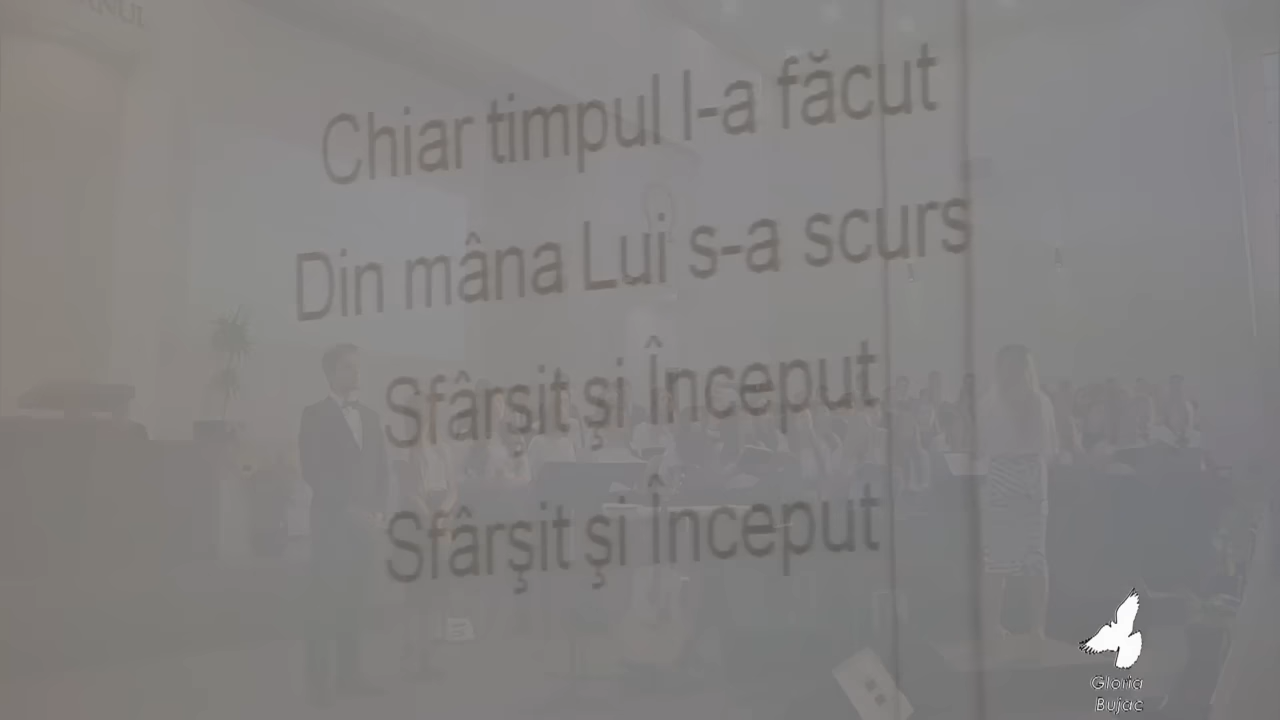 Chiar timpul l-a făcut
Din mâna Lui s-a scurs
Sfârşit şi Început
Sfârşit şi Început
Gloria
Bujac